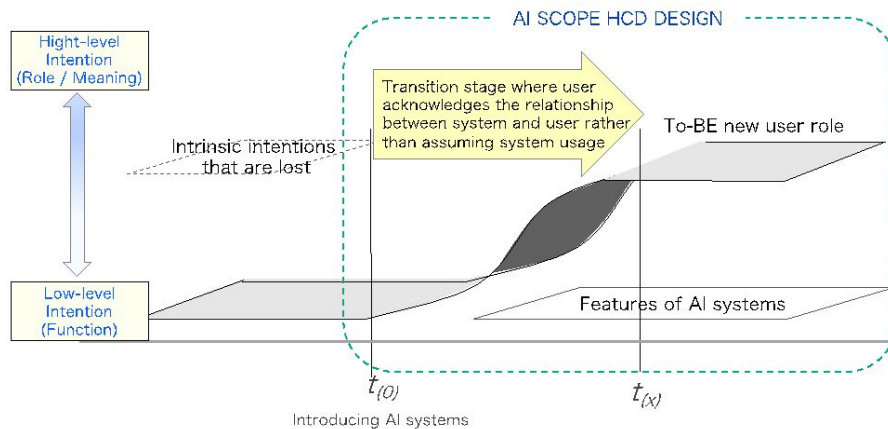 AI SCOPE HCD DESIGN
Hight-level
Intention
(Role / Meaning)
Transition stage where user
acknowledges the relationship
between system and user rather
than assuming system usage
Intrinsic intentions
that are lost
To-BE new user role
Low-level
Intention
(Function)
Features of AI systems
t(0)
t(x)
Introducing AI systems